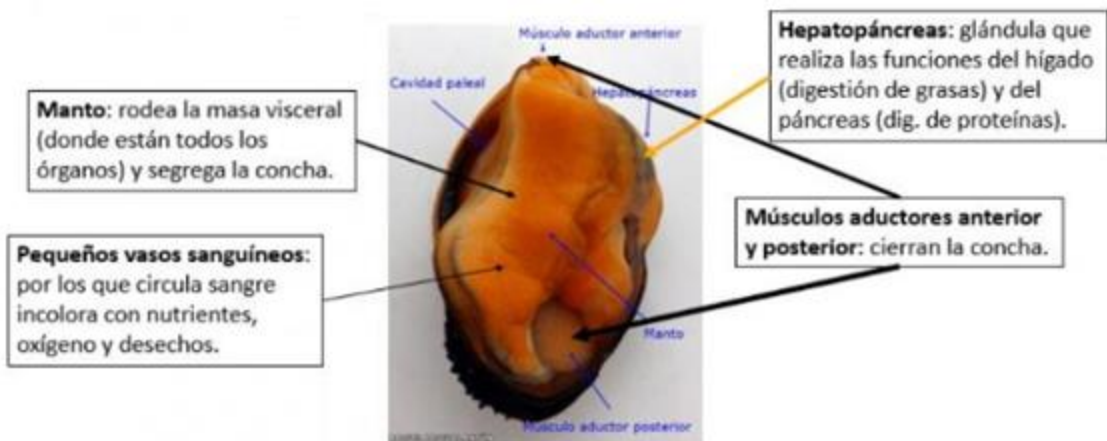 Músculo aductor anterior
Cavidad paleal
Hepatopáncreas
Hepatopáncreas: glándula que
realiza las funciones del hígado
(digestión de grasas) y del
páncreas (dig. de proteínas).
Manto: rodea la masa visceral
(donde están todos los
órganos) y segrega la concha.
Músculos aductores anterior
y posterior: cierran la concha.
Pequeños vasos sanguíneos:
por los que circula sangre
incolora con nutrientes,
oxígeno y desechos.
Manto
Músculo aductor posterior